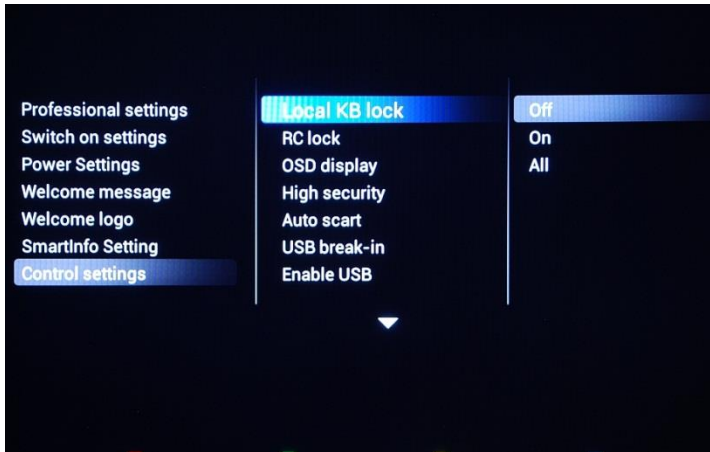 Professional settings
Switch on settings
Power Settings
Welcome message
Welcome logo
SmartInfo Setting
Control settings
Local KB lock
RC lock
OSD display
High security
Auto scart
USB break-in
Enable USB
Off
On
All